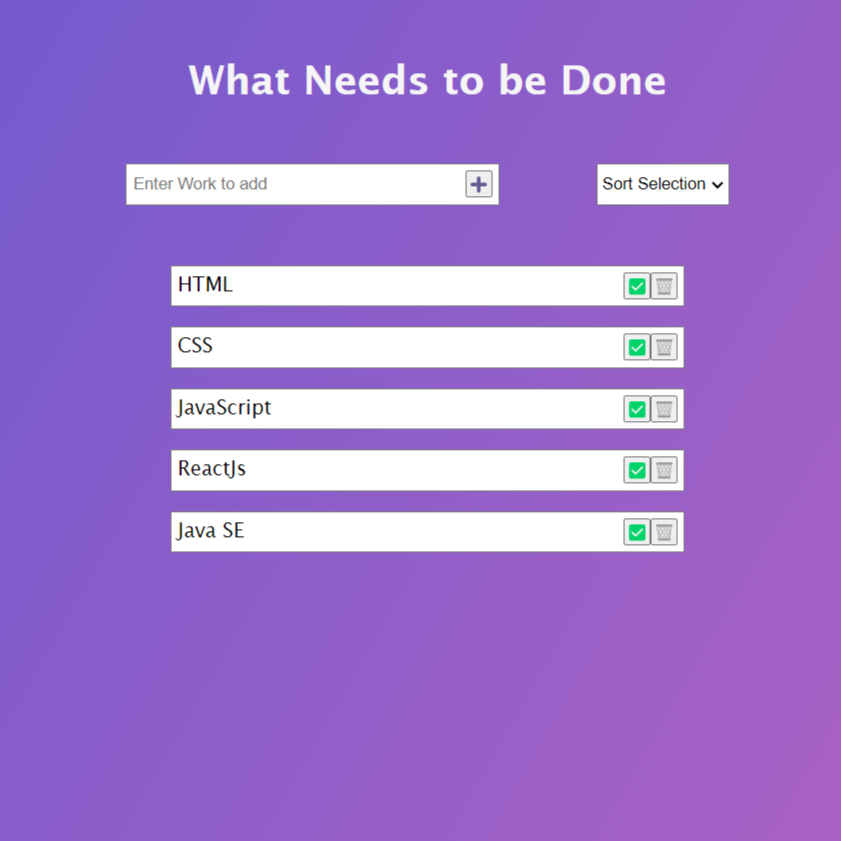 What Needs to be Done
Enter Work to add
Sort Selection
HTML
CSS
JavaScript
ReactJs
Java SE